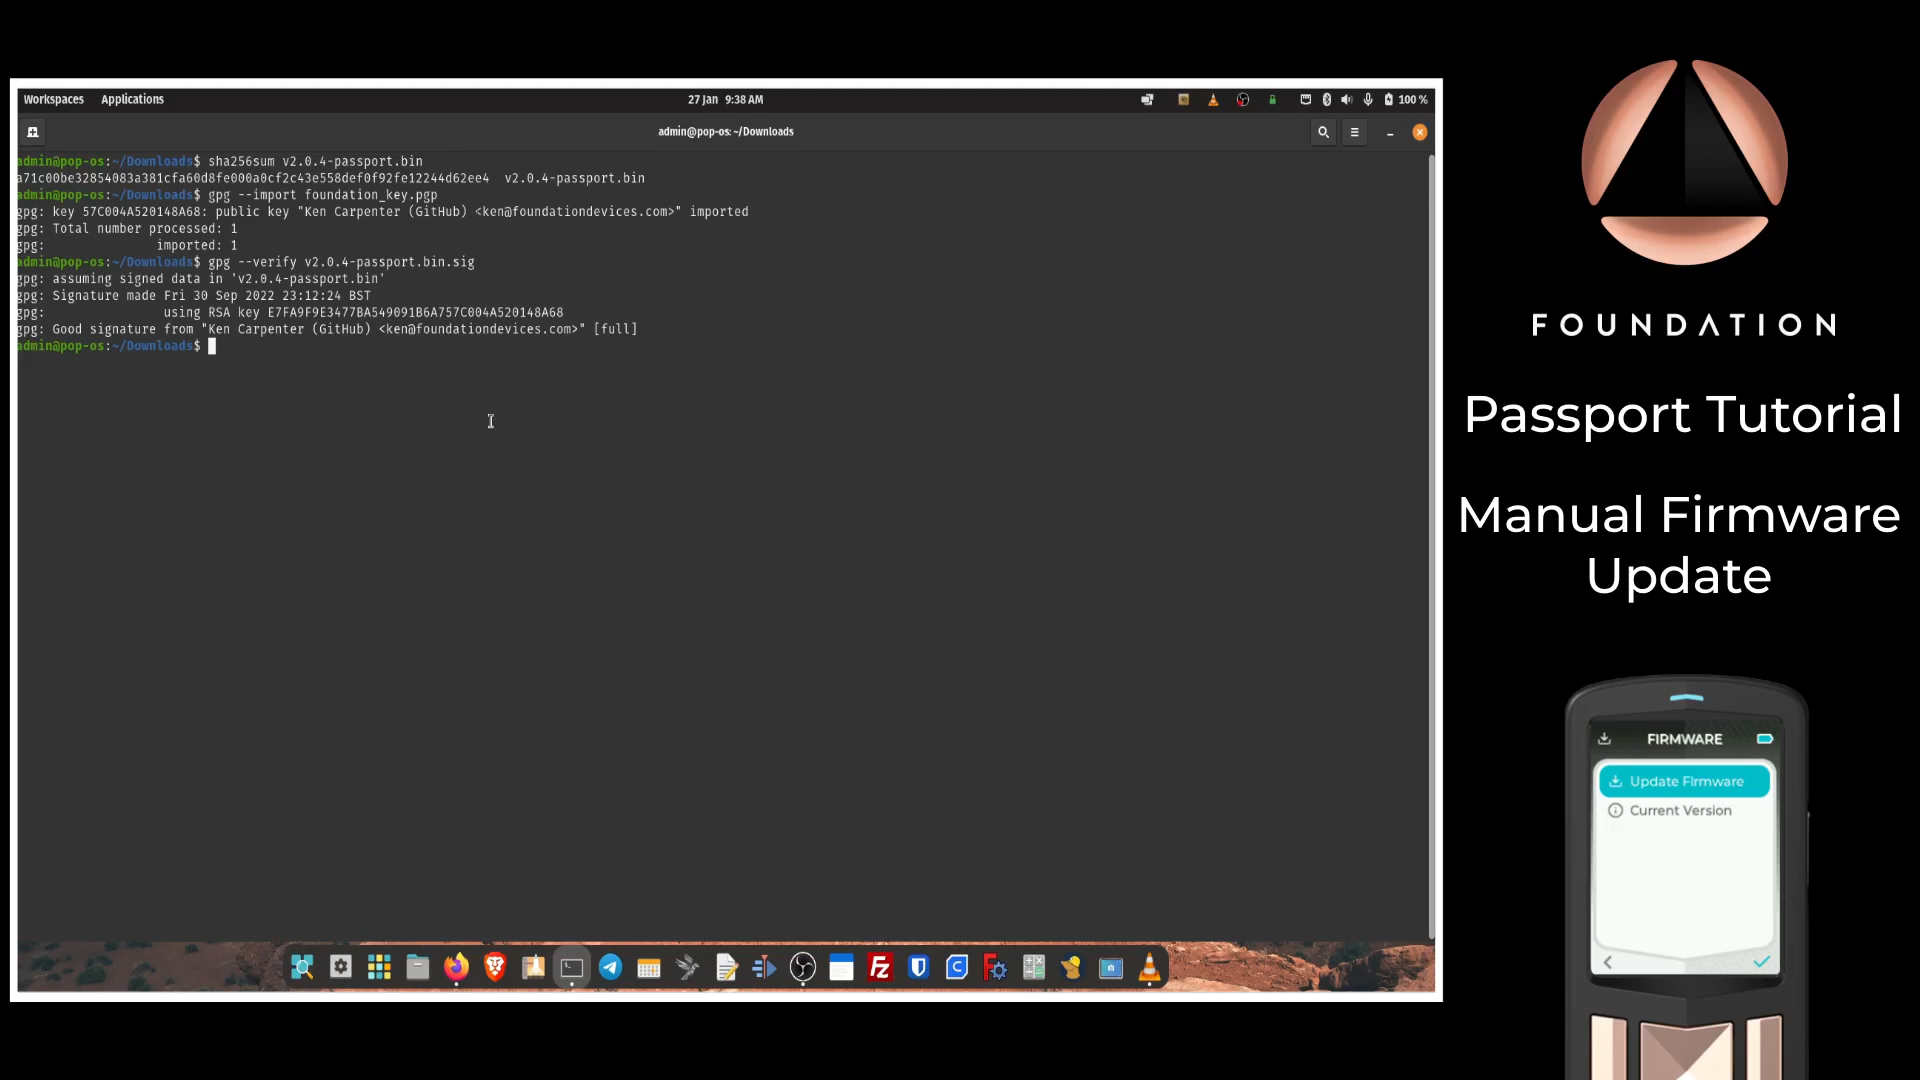 Workspaces Applications 27 Jan 9:38 AM 100 %
admin@pop-os: ~/Downloads
admin@pop-os:~/Downloads$ sha256sum v2.0.4-passport.bin
a71c00be32854083a381cfa60d8fe000a0cf2c43e558def0f92fe12244d62ee4  v2.0.4-passport.bin
admin@pop-os:~/Downloads$ gpg --import foundation_key.pgp
gpg: key 57C004A520148A68: public key "Ken Carpenter (GitHub) <ken@foundationdevices.com>" imported
gpg: Total number processed: 1
gpg:               imported: 1
admin@pop-os:~/Downloads$ gpg --verify v2.0.4-passport.bin.sig
gpg: assuming signed data in 'v2.0.4-passport.bin'
gpg: Signature made Fri 30 Sep 2022 23:12:24 BST
gpg:                using RSA key E7FA9F9E3477BA549091B6A757C004A520148A68
gpg: Good signature from "Ken Carpenter (GitHub) <ken@foundationdevices.com>" [full]
admin@pop-os:~/Downloads$
FOUNDATION
Passport Tutorial
Manual Firmware
Update
FIRMWARE
Update Firmware
Current Version